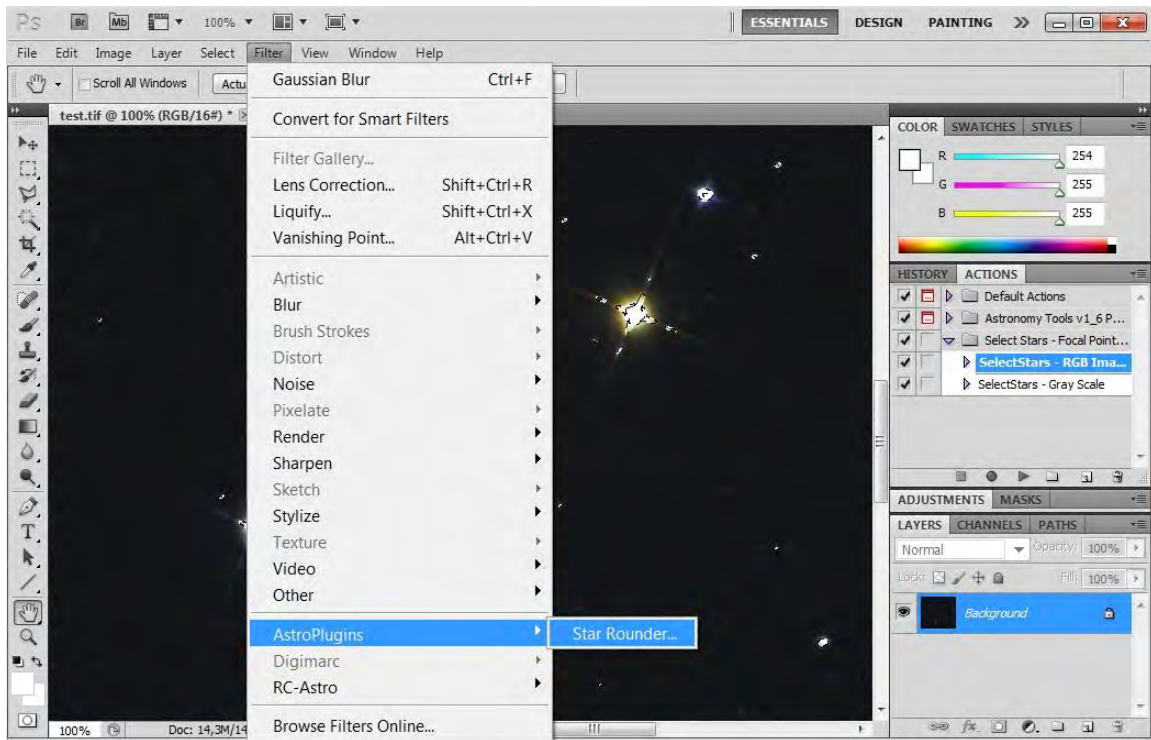 Ps Br Mb 100% ESSENTIALS DESIGN PAINTING
File Edit Image Layer Select Filter View Window Help
Scroll All Windows Actu
test.tif @ 100% (RGB/16#) *
Gaussian Blur Ctrl+F
Convert for Smart Filters
Filter Gallery...
Lens Correction... Shift+Ctrl+R
Liquify... Shift+Ctrl+X
Vanishing Point... Alt+Ctrl+V
Artistic
Blur
Brush Strokes
Distort
Noise
Pixelate
Render
Sharpen
Sketch
Stylize
Texture
Video
Other
AstroPlugins
Star Rounder...
Digimarc
RC-Astro
Browse Filters Online...
100% Doc: 14,3M/14
COLOR SWATCHES STYLES
R 254
G 255
B 255
HISTORY ACTIONS
Default Actions
Astronomy Tools v1_6 P...
Select Stars - Focal Point...
SelectStars - RGB Ima...
SelectStars - Gray Scale
ADJUSTMENTS MASKS
LAYERS CHANNELS PATHS
Normal Opacity: 100%
Lock: Fill: 100%
Background
fx